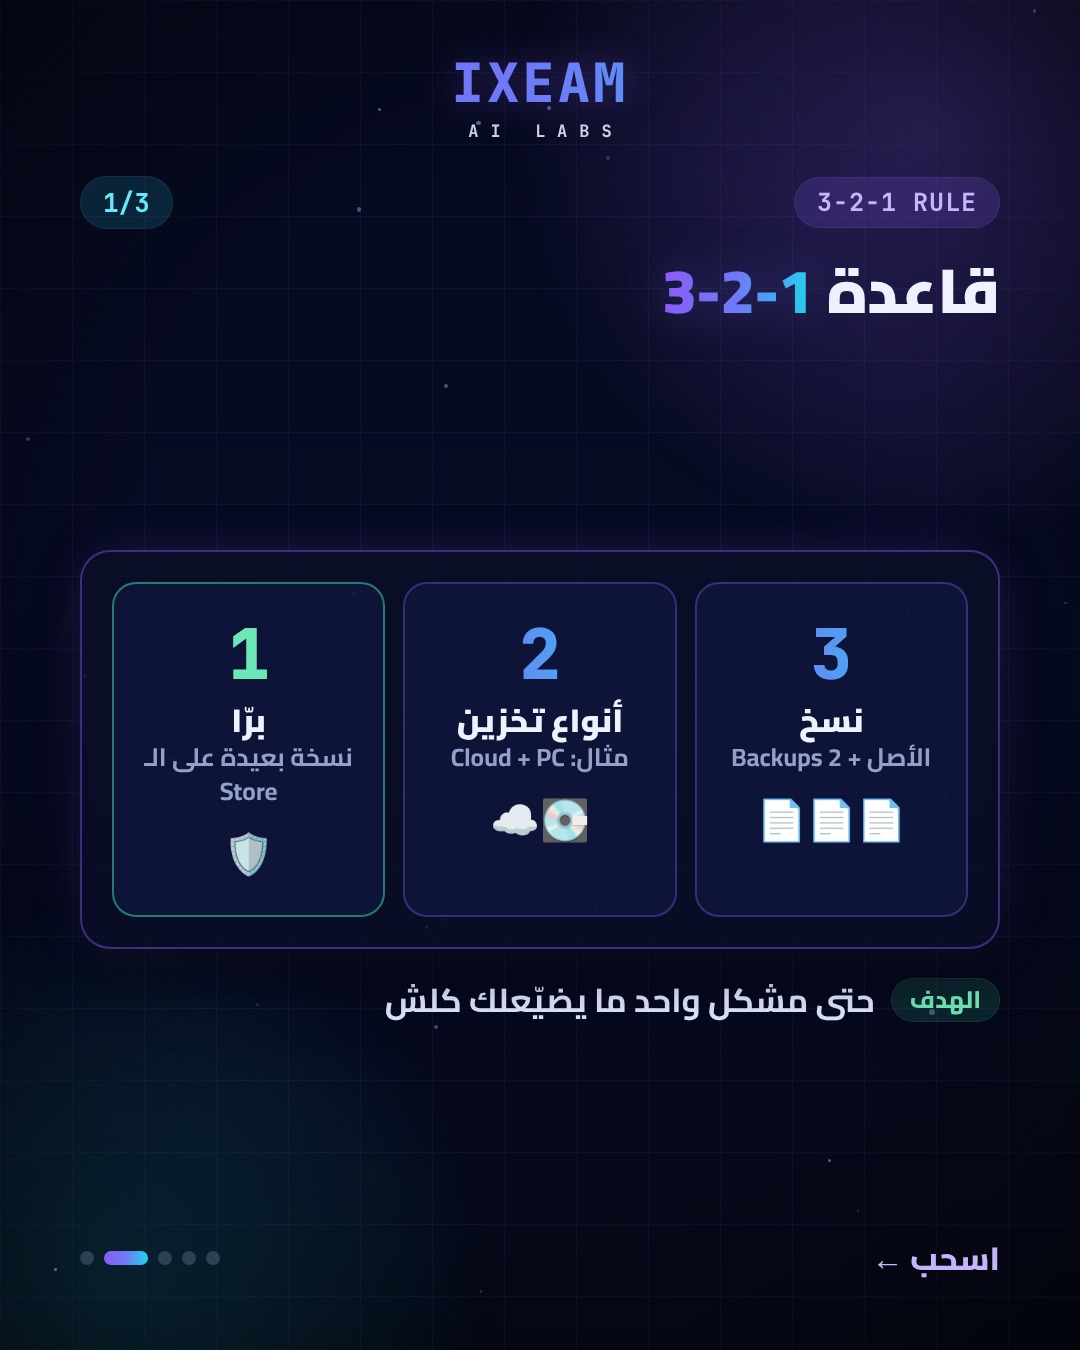 IXEAM
AI LABS
3-2-1 RULE
1/3
قاعدة 3-2-1
3
نسخ
الأصل + 2 Backups
2
أنواع تخزين
مثال: Cloud + PC
1
برّا
نسخة بعيدة على الـ
Store
الهدف
حتى مشكل واحد ما يضيّعلك كلش
اسحب ←